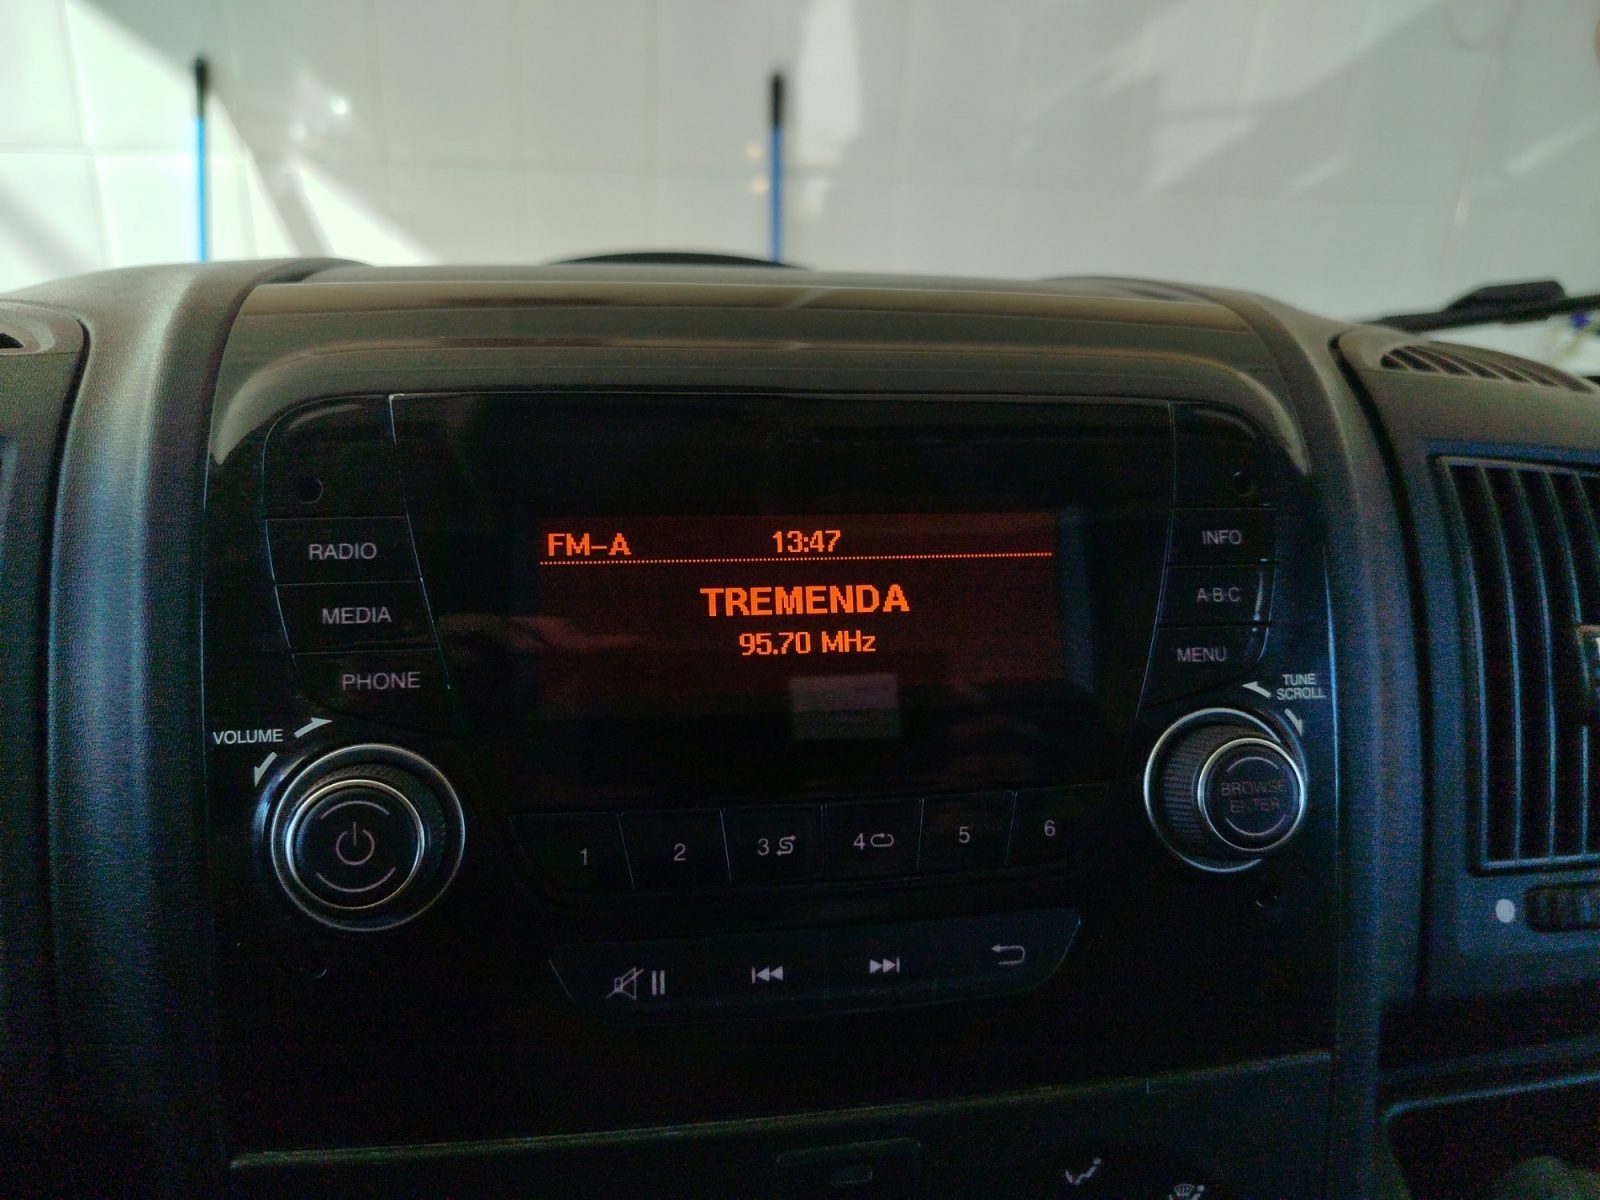 FM-A 13:47
TREMENDA
95.70 MHz
RADIO
MEDIA
PHONE
VOLUME
INFO
A·B·C
MENU
TUNE
SCROLL
BROWSE
ENTER
1 2 3 4 5 6